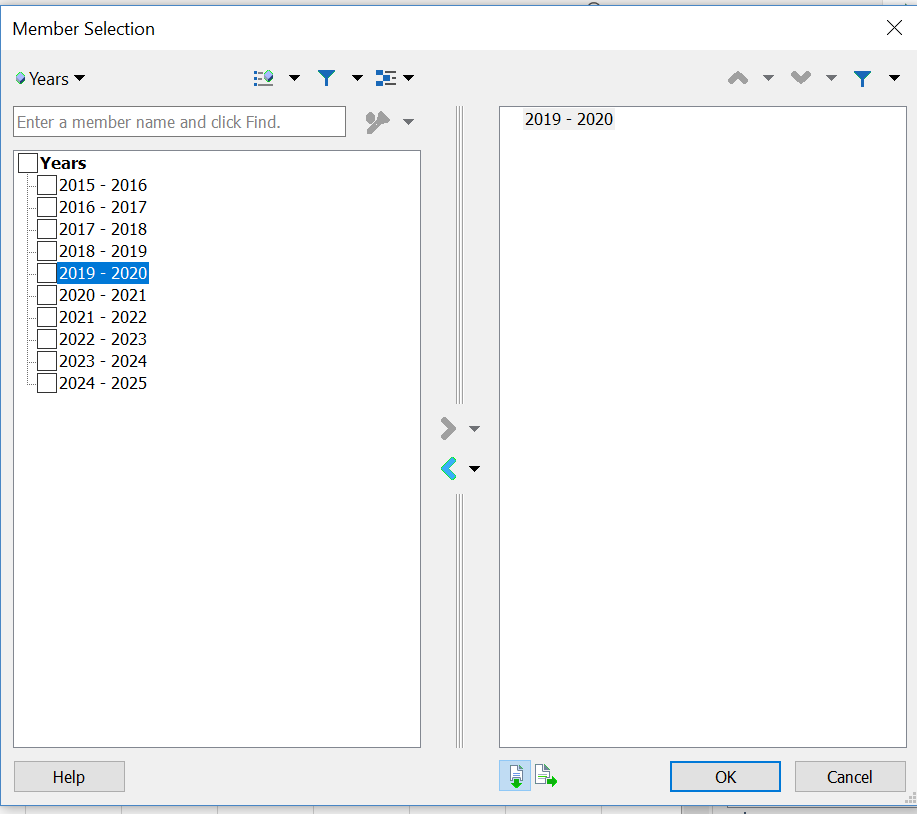 Member Selection
Years
Enter a member name and click Find.
Years
2015 - 2016
2016 - 2017
2017 - 2018
2018 - 2019
2019 - 2020
2020 - 2021
2021 - 2022
2022 - 2023
2023 - 2024
2024 - 2025
2019 - 2020
Help
OK
Cancel